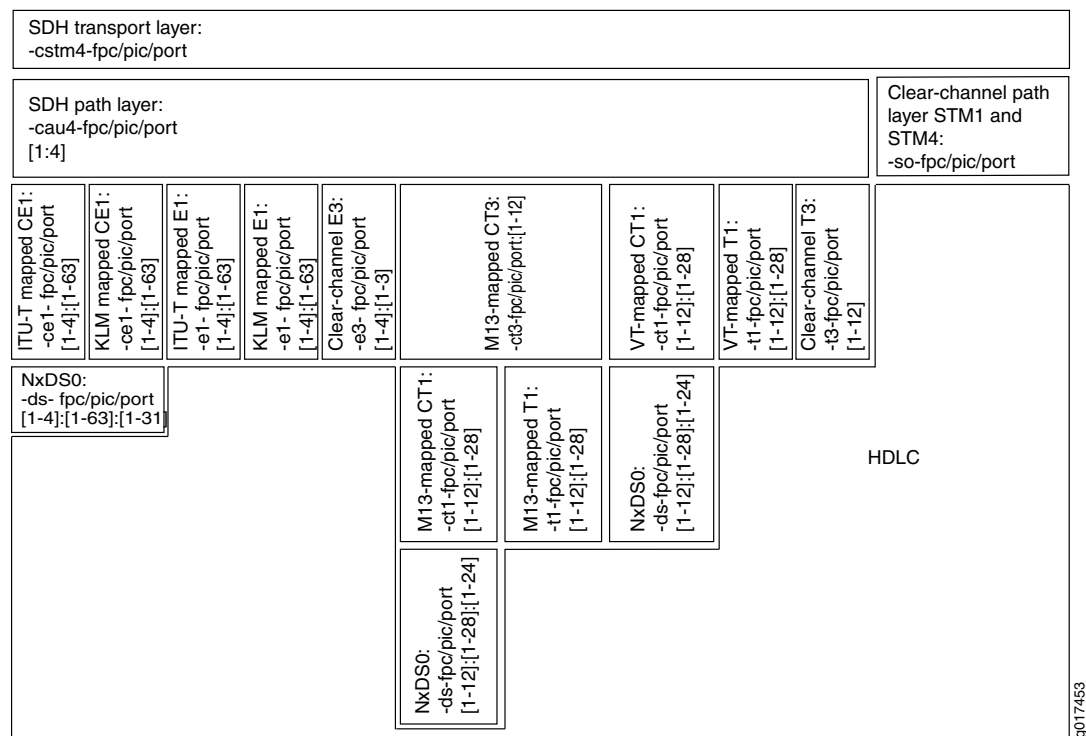 SDH transport layer:
-cstm4-fpc/pic/port
SDH path layer:
-cau4-fpc/pic/port
[1:4]
Clear-channel path
layer STM1 and
STM4:
-so-fpc/pic/port
ITU-T mapped CE1:
-ce1- fpc/pic/port
[1-4]:[1-63]
KLM mapped CE1:
-ce1- fpc/pic/port
[1-4]:[1-63]
ITU-T mapped E1:
-e1- fpc/pic/port
[1-4]:[1-63]
KLM mapped E1:
-e1- fpc/pic/port
[1-4]:[1-63]
Clear-channel E3:
-e3- fpc/pic/port
[1-4]:[1-3]
M13-mapped CT3:
-ct3-fpc/pic/port:[1-12]
VT-mapped CT1:
-ct1-fpc/pic/port
[1-12]:[1-28]
VT-mapped T1:
-t1-fpc/pic/port
[1-12]:[1-28]
Clear-channel T3:
-t3-fpc/pic/port
[1-12]
NxDS0:
-ds- fpc/pic/port
[1-4]:[1-63]:[1-31]
M13-mapped CT1:
-ct1-fpc/pic/port
[1-12]:[1-28]
M13-mapped T1:
-t1-fpc/pic/port
[1-12]:[1-28]
NxDS0:
-ds-fpc/pic/port
[1-12]:[1-28]:[1-24]
HDLC
NxDS0:
-ds-fpc/pic/port
[1-12]:[1-28]:[1-24]
g017453